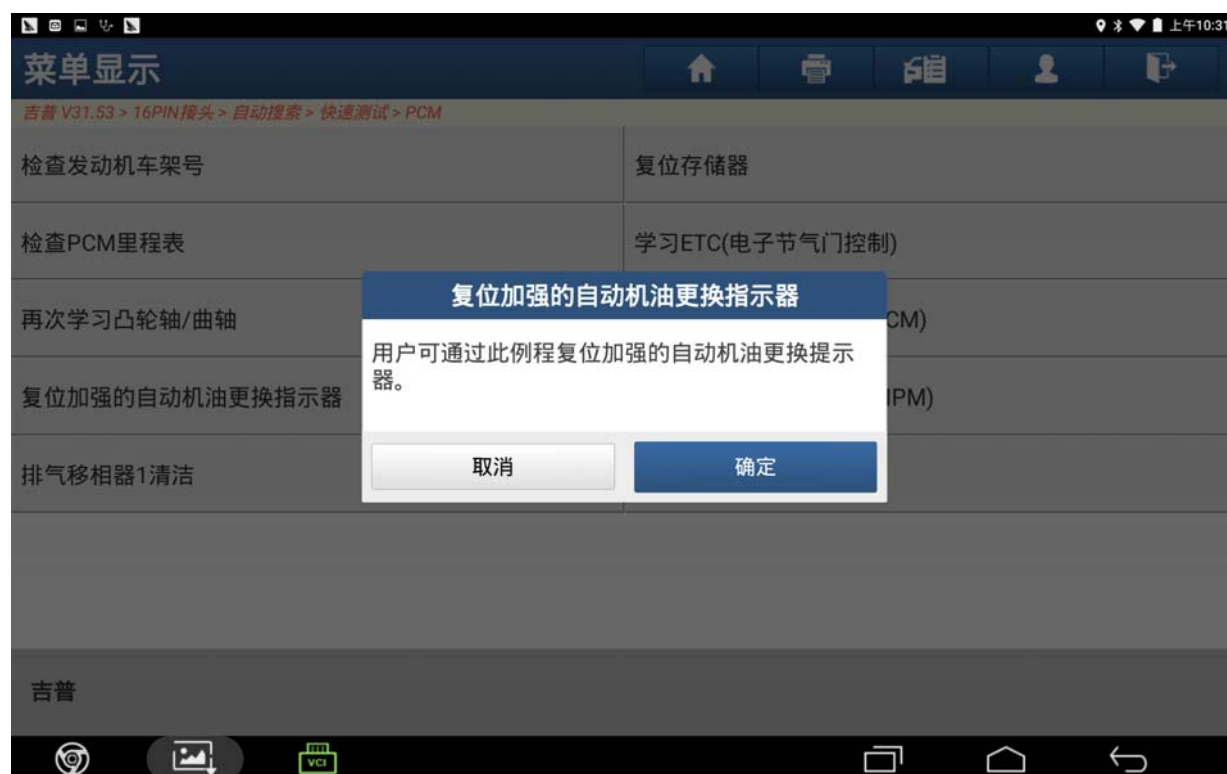 上午10:31
菜单显示
吉普 V31.53 > 16PIN接头 > 自动搜索 > 快速测试 > PCM
检查发动机车架号
复位存储器
检查PCM里程表
学习ETC(电子节气门控制)
再次学习凸轮轴/曲轴
CM)
复位加强的自动机油更换指示器
IPM)
排气移相器1清洁
复位加强的自动机油更换指示器
用户可通过此例程复位加强的自动机油更换提示
器。
取消
确定
吉普
VCI